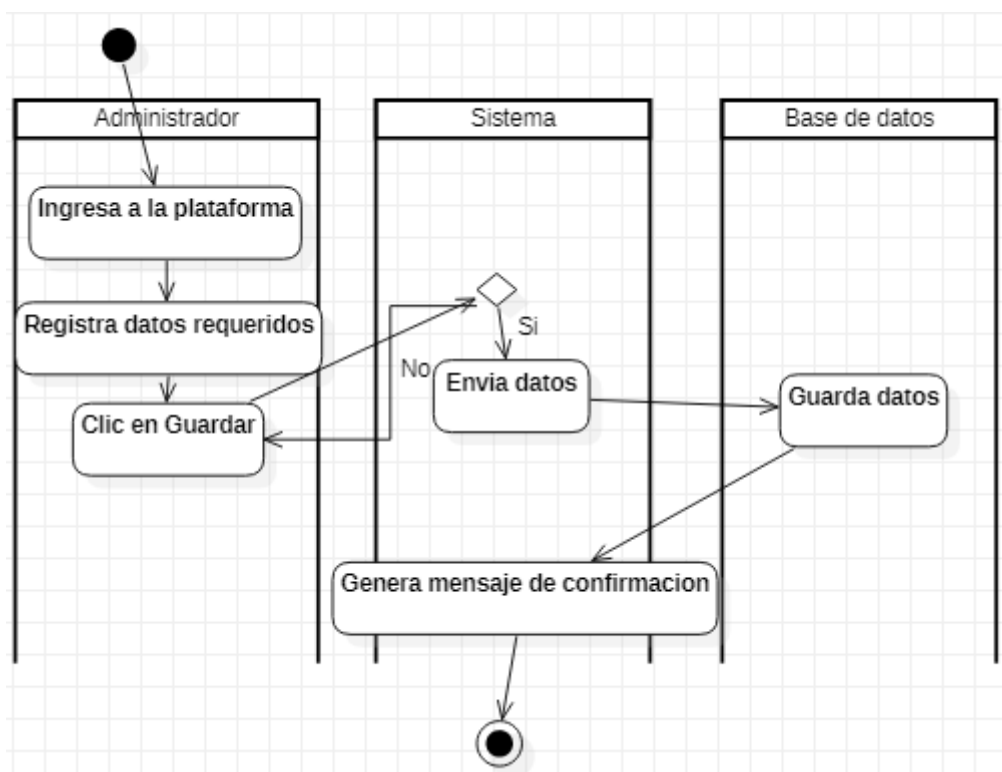 Administrador
Sistema
Base de datos
Ingresa a la plataforma
Registra datos requeridos
Si
No
Envia datos
Guarda datos
Clic en Guardar
Genera mensaje de confirmacion